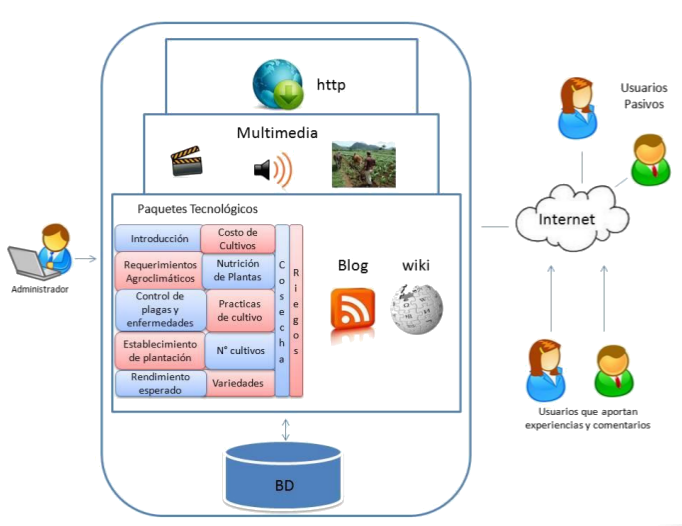 http
Multimedia
Paquetes Tecnológicos
Introducción
Costo de
Cultivos
Requerimientos
Agroclimáticos
Nutrición
de Plantas
Control de
plagas y
enfermedades
Practicas
de cultivo
Establecimiento
de plantación
N° cultivos
Rendimiento
esperado
Variedades
Cosecha
Riegos
Blog
wiki
BD
Administrador
Usuarios
Pasivos
Internet
Usuarios que aportan
experiencias y comentarios